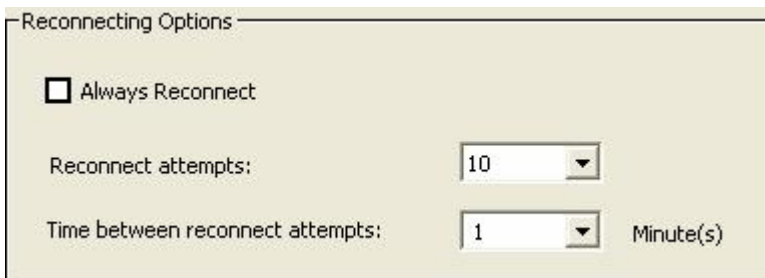 Reconnecting Options
Always Reconnect
Reconnect attempts: 10
Time between reconnect attempts: 1 Minute(s)